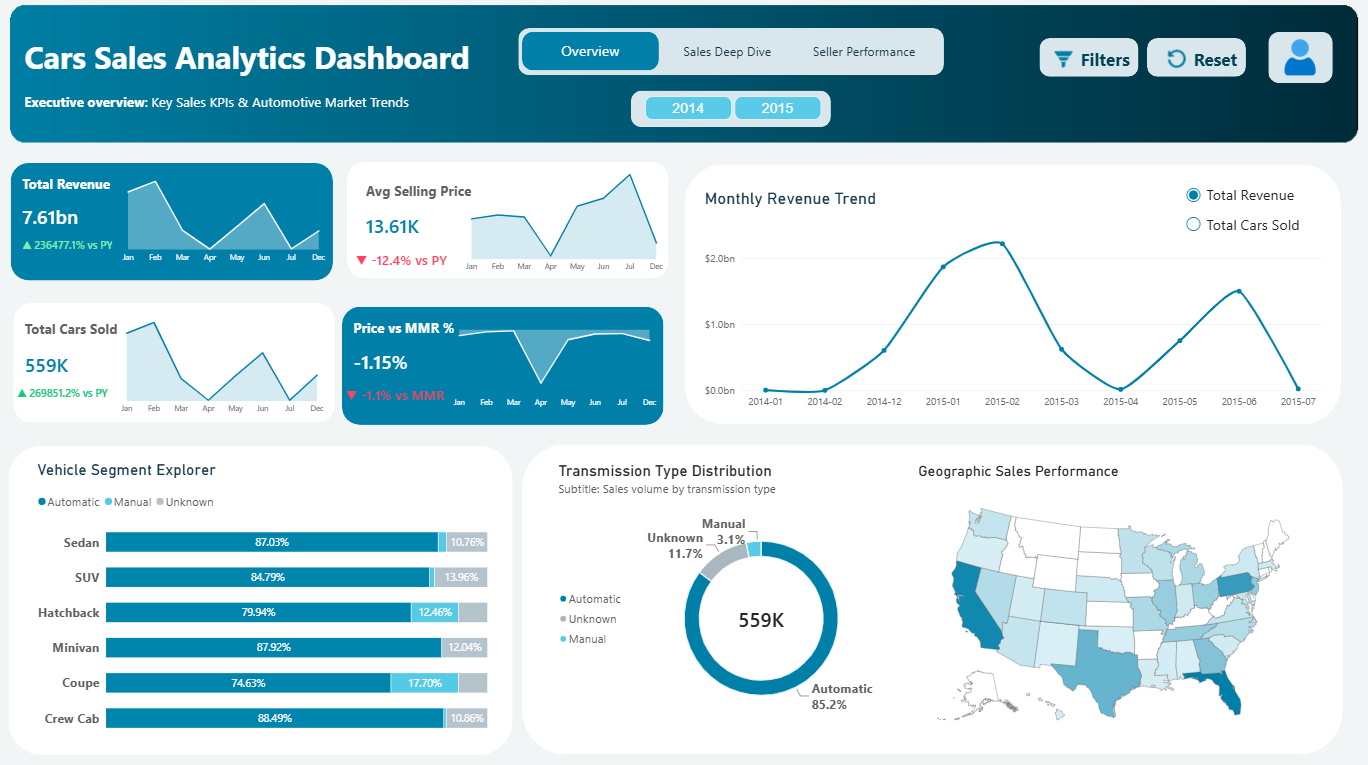 Cars Sales Analytics Dashboard
Executive overview: Key Sales KPIs & Automotive Market Trends
Overview
Sales Deep Dive
Seller Performance
2014
2015
Filters
Reset
Total Revenue
7.61bn
▲ 236477.1% vs PY
Jan Feb Mar Apr May Jun Jul Dec
Avg Selling Price
13.61K
▼ -12.4% vs PY
Jan Feb Mar Apr May Jun Jul Dec
Total Cars Sold
559K
▲ 269851.2% vs PY
Jan Feb Mar Apr May Jun Jul Dec
Price vs MMR %
-1.15%
▼ -1.1% vs MMR
Jan Feb Mar Apr May Jun Jul Dec
Monthly Revenue Trend
Total Revenue
Total Cars Sold
$2.0bn
$1.0bn
$0.0bn
2014-01 2014-02 2014-12 2015-01 2015-02 2015-03 2015-04 2015-05 2015-06 2015-07
Vehicle Segment Explorer
Automatic Manual Unknown
Sedan 87.03% 10.76%
SUV 84.79% 13.96%
Hatchback 79.94% 12.46%
Minivan 87.92% 12.04%
Coupe 74.63% 17.70%
Crew Cab 88.49% 10.86%
Transmission Type Distribution
Subtitle: Sales volume by transmission type
Manual
3.1%
Unknown
11.7%
Automatic
Unknown
Manual
559K
Automatic
85.2%
Geographic Sales Performance